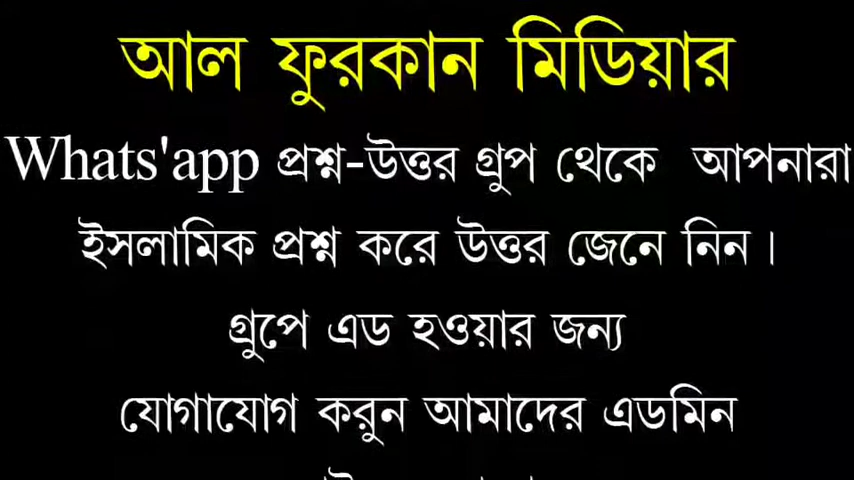 আল ফুরকান মিডিয়ার
Whats'app প্রশ্ন-উত্তর গ্রুপ থেকে আপনারা
ইসলামিক প্রশ্ন করে উত্তর জেনে নিন।
গ্রুপে এড হওয়ার জন্য
যোগাযোগ করুন আমাদের এডমিন